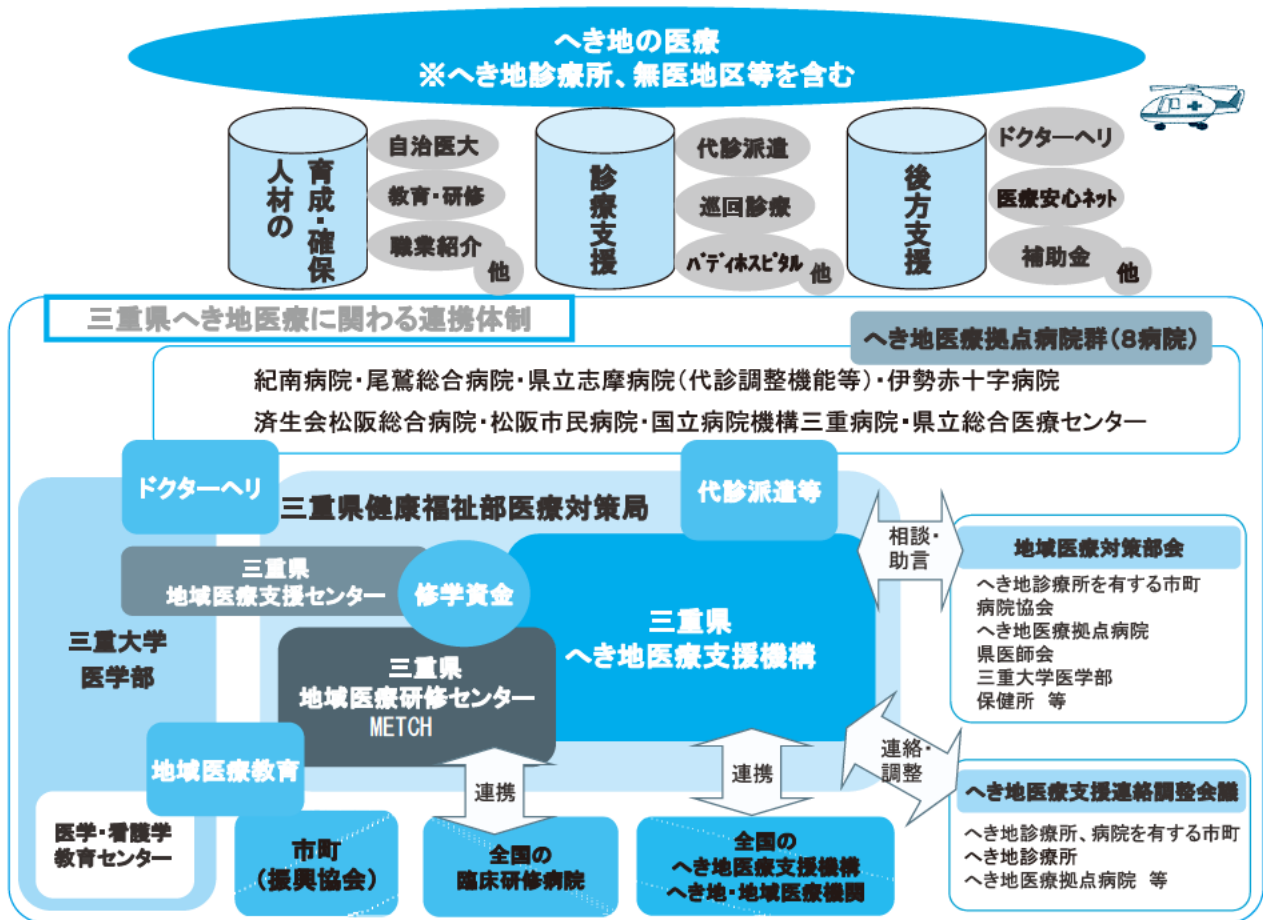 へき地の医療
※へき地診療所、無医地区等を含む
人材の
育成・確保
自治医大
教育・研修
職業紹介
他
診療支援
代診派遣
巡回診療
バディホスピタル
他
後方支援
ドクターヘリ
医療安心ネット
補助金
他
三重県へき地医療に関わる連携体制
へき地医療拠点病院群(8病院)
紀南病院・尾鷲総合病院・県立志摩病院(代診調整機能等)・伊勢赤十字病院
済生会松阪総合病院・松阪市民病院・国立病院機構三重病院・県立総合医療センター
ドクターヘリ
三重県健康福祉部医療対策局
代診派遣等
三重県
地域医療支援センター
修学資金
三重県
へき地医療支援機構
三重大学
医学部
三重県
地域医療研修センター
METCH
地域医療教育
医学・看護学
教育センター
市町
(振興協会)
連携
全国の
臨床研修病院
連携
全国の
へき地医療支援機構
へき地・地域医療機関
相談・
助言
地域医療対策部会
へき地診療所を有する市町
病院協会
へき地医療拠点病院
県医師会
三重大学医学部
保健所 等
連絡・
調整
へき地医療支援連絡調整会議
へき地診療所、病院を有する市町
へき地診療所
へき地医療拠点病院 等